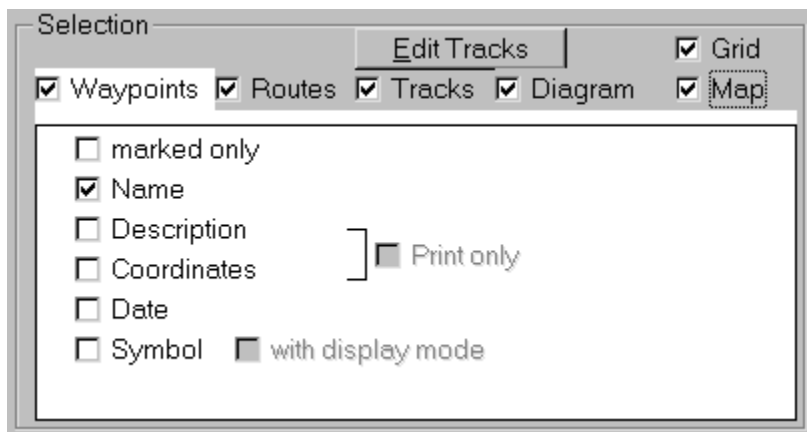 Selection
Edit Tracks Grid
Waypoints Routes Tracks Diagram Map
marked only
Name
Description
Print only
Coordinates
Date
Symbol with display mode